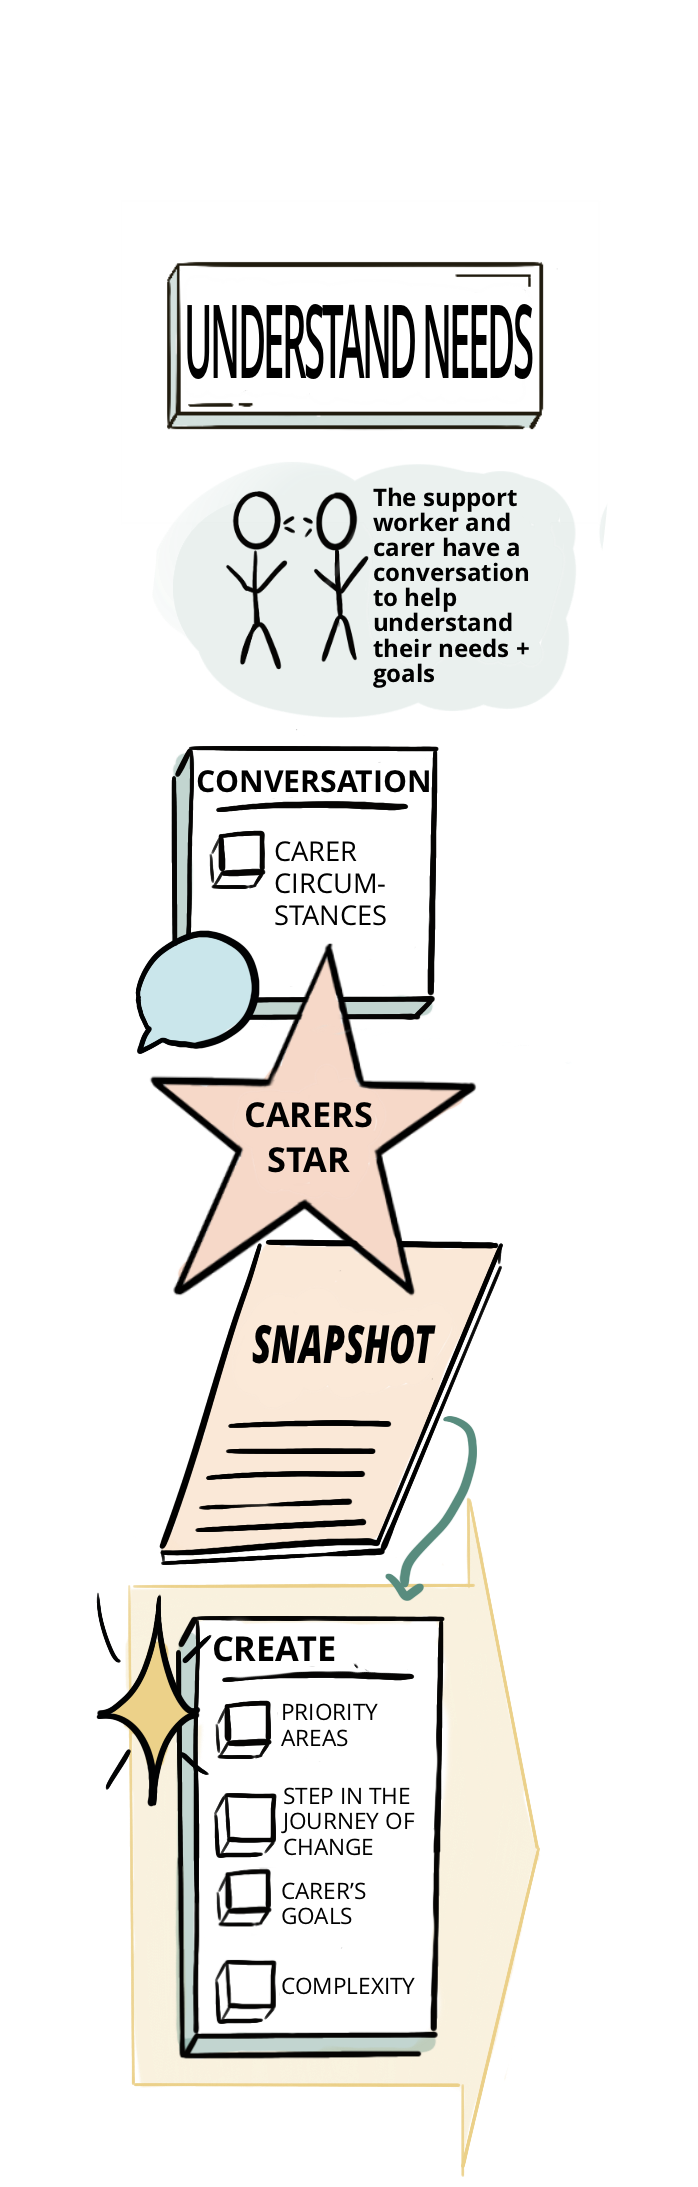 UNDERSTAND NEEDS
The support
worker and
carer have a
conversation
to help
understand
their needs +
goals
CONVERSATION
CARER
CIRCUM-
STANCES
CARERS
STAR
SNAPSHOT
CREATE
PRIORITY
AREAS
STEP IN THE
JOURNEY OF
CHANGE
CARER’S
GOALS
COMPLEXITY